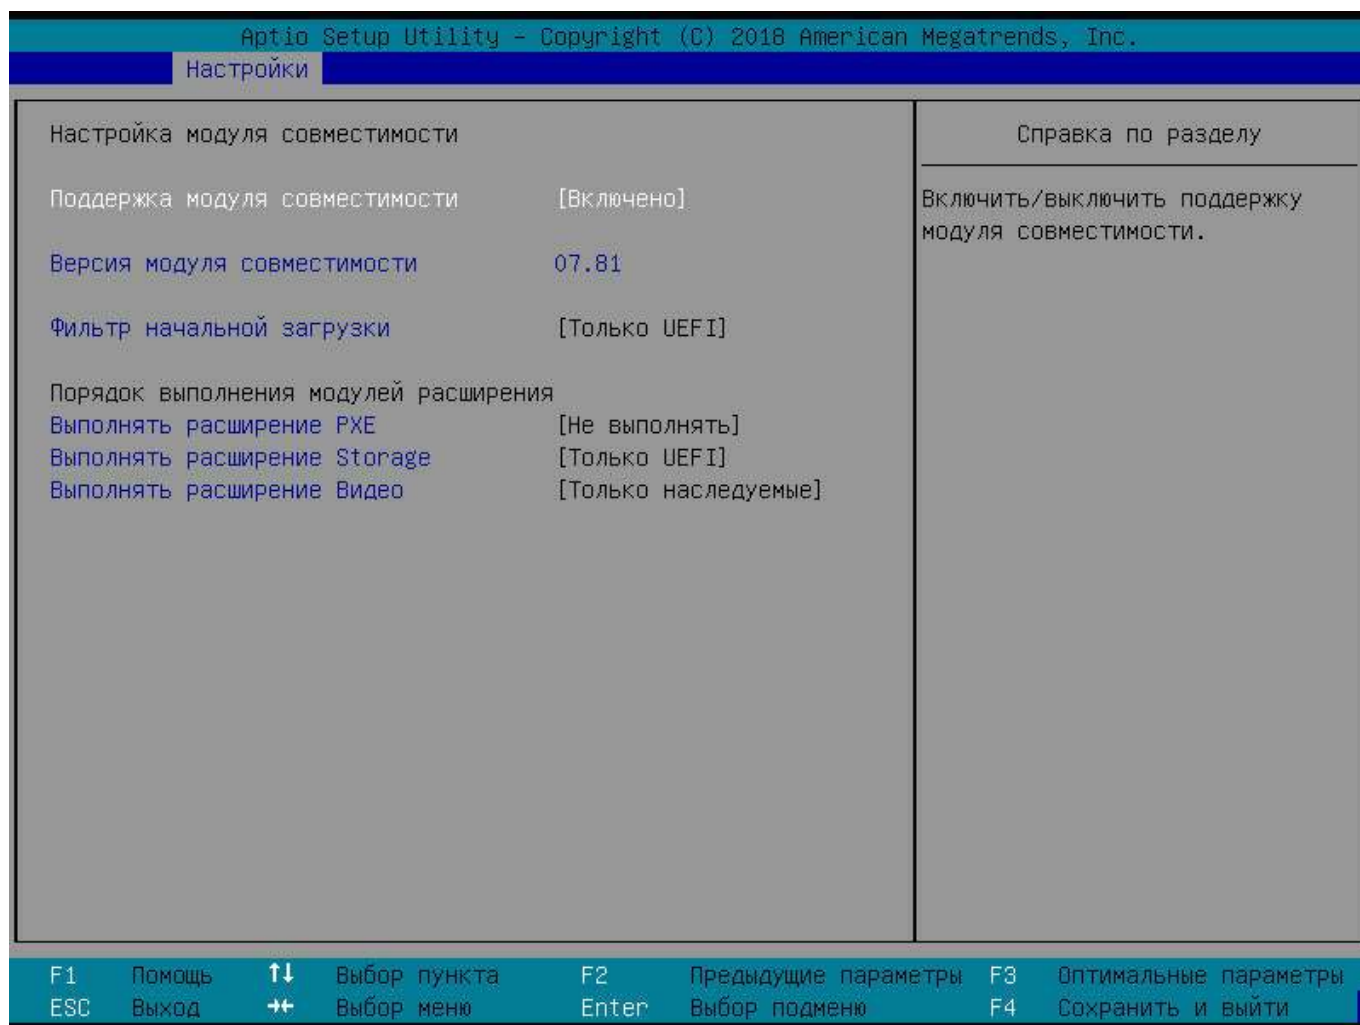 Aptio Setup Utility – Copyright (C) 2018 American Megatrends, Inc.
Настройки
Настройка модуля совместимости
Поддержка модуля совместимости [Включено]
Версия модуля совместимости 07.81
Фильтр начальной загрузки [Только UEFI]
Порядок выполнения модулей расширения
Выполнять расширение PXE [Не выполнять]
Выполнять расширение Storage [Только UEFI]
Выполнять расширение Видео [Только наследуемые]
Справка по разделу
Включить/выключить поддержку
модуля совместимости.
F1 Помощь ↑↓ Выбор пункта F2 Предыдущие параметры F3 Оптимальные параметры
ESC Выход →← Выбор меню Enter Выбор подменю F4 Сохранить и выйти